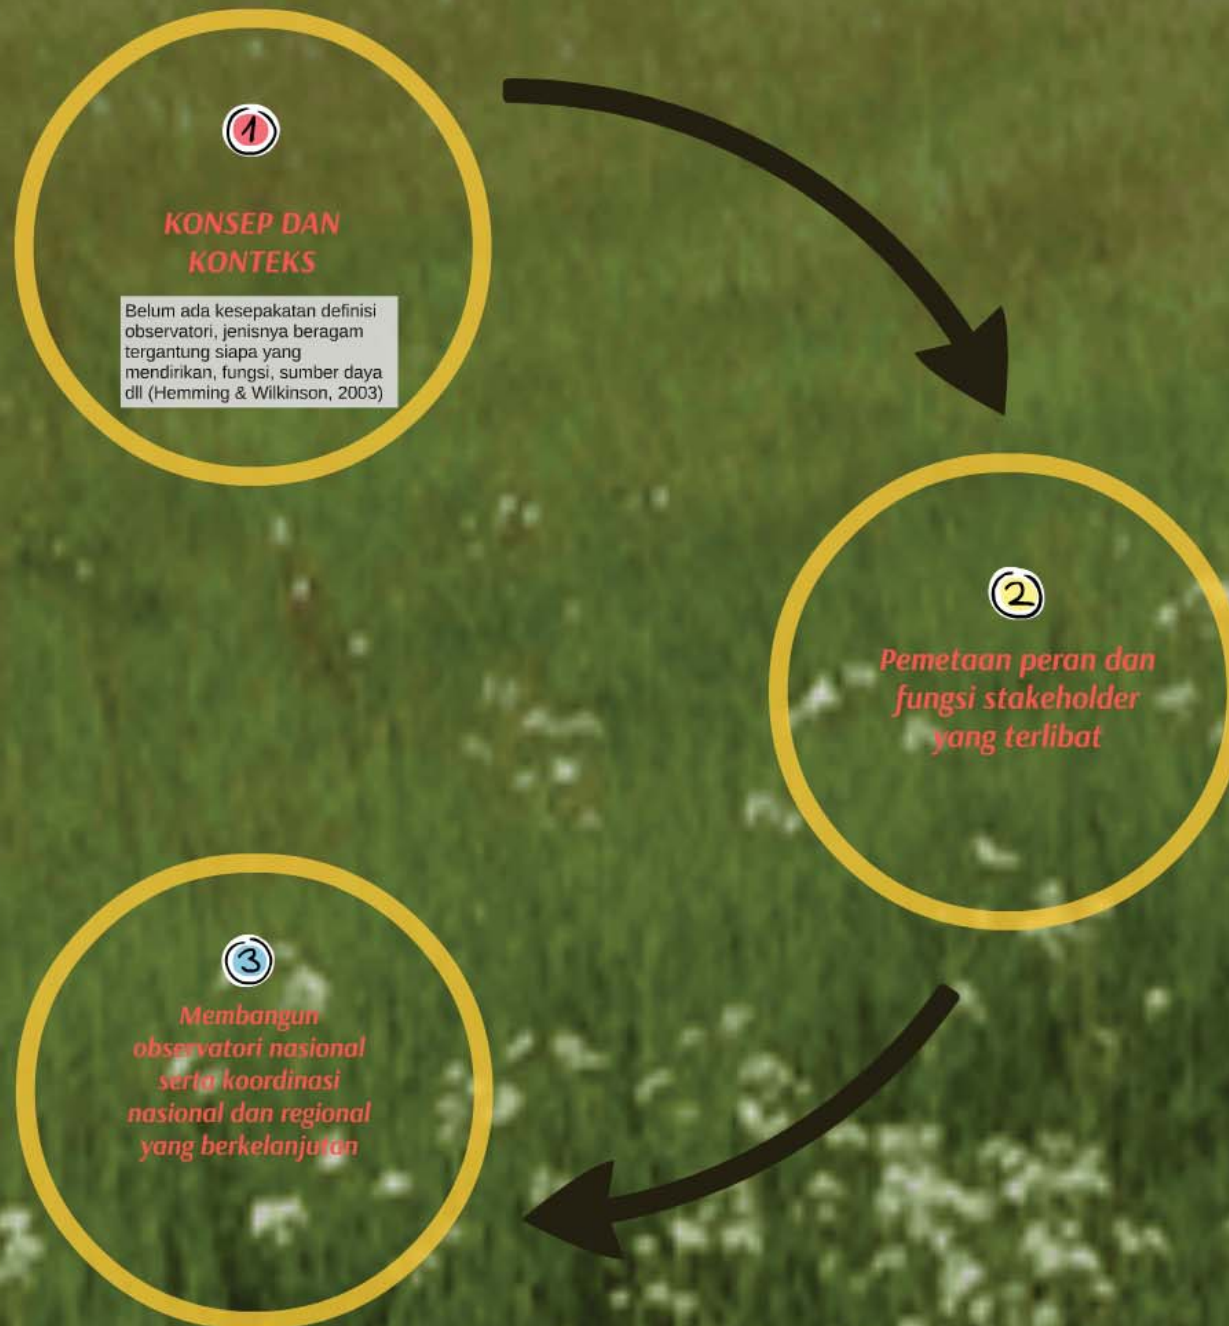 1
KONSEP DAN
KONTEKS
Belum ada kesepakatan definisi
observatori, jenisnya beragam
tergantung siapa yang
mendirikan, fungsi, sumber daya
dll (Hemming & Wilkinson, 2003)
2
Pemetaan peran dan
fungsi stakeholder
yang terlibat
3
Membangun
observatori nasional
serta koordinasi
nasional dan regional
yang berkelanjutan